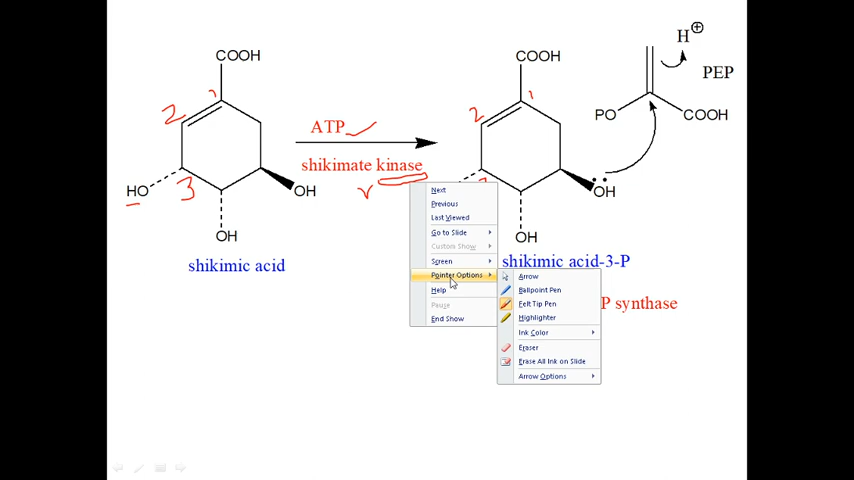 H⊕
COOH
COOH
PEP
1
1
2
2
ATP
PO
COOH
shikimate kinase
3
HO
OH
OH
OH
OH
shikimic acid
shikimic acid-3-P
P synthase
Next
Previous
Last Viewed
Go to Slide
Custom Show
Screen
Pointer Options
Help
Pause
End Show
Arrow
Ballpoint Pen
Felt Tip Pen
Highlighter
Ink Color
Eraser
Erase All Ink on Slide
Arrow Options